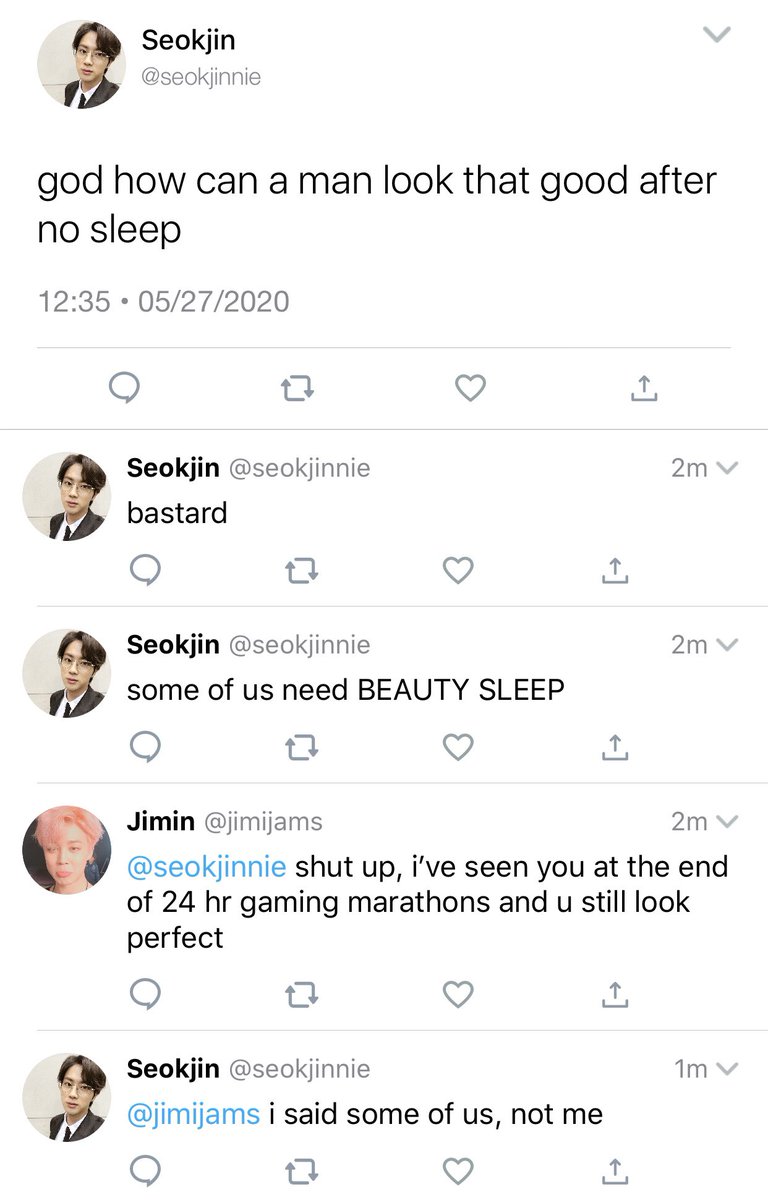 Seokjin
@seokjinnie
god how can a man look that good after
no sleep
12:35 • 05/27/2020
Seokjin @seokjinnie 2m
bastard
Seokjin @seokjinnie 2m
some of us need BEAUTY SLEEP
Jimin @jimijams 2m
@seokjinnie shut up, i’ve seen you at the end
of 24 hr gaming marathons and u still look
perfect
Seokjin @seokjinnie 1m
@jimijams i said some of us, not me